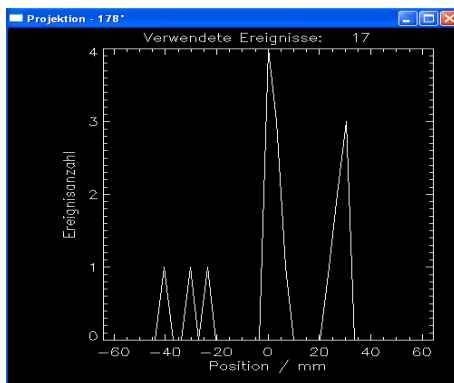 Projektion - 178°
Verwendete Ereignisse: 17
4
3
2
1
0
Ereignisanzahl
-60 -40 -20 0 20 40 60
Position / mm